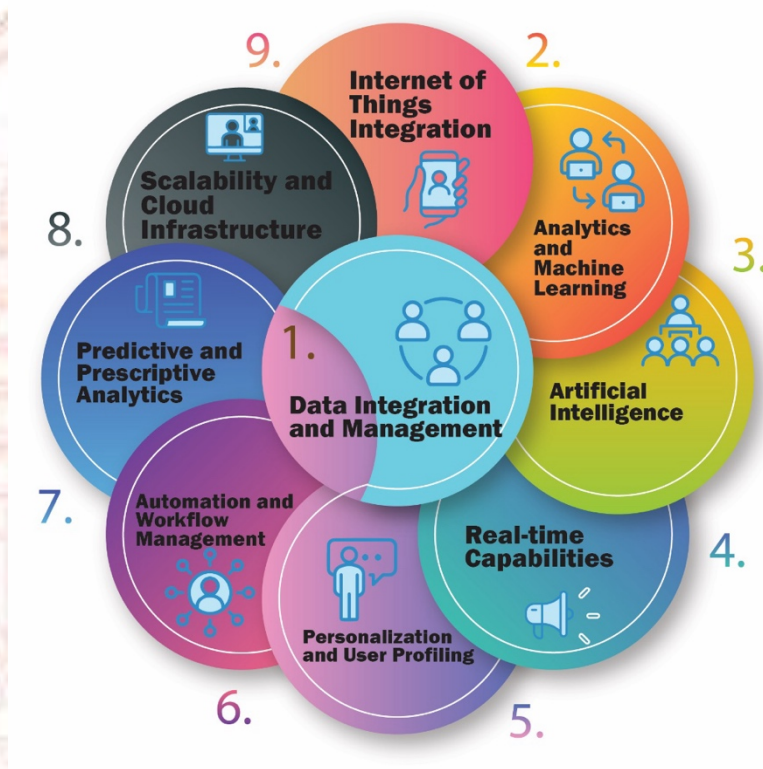 1.
Data Integration
and Management
2.
Analytics
and
Machine
Learning
3.
Artificial
Intelligence
4.
Real-time
Capabilities
5.
Personalization
and User Profiling
6.
Automation and
Workflow
Management
7.
Predictive and
Prescriptive
Analytics
8.
Scalability and
Cloud
Infrastructure
9.
Internet of
Things
Integration